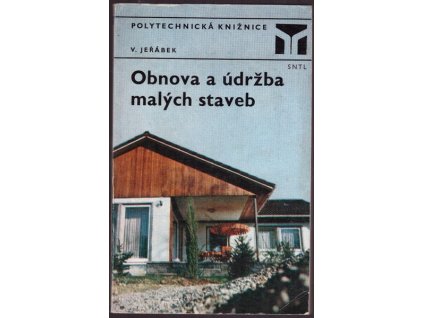 POLYTECHNICKÁ KNIŽNICE
V. JEŘÁBEK
SNTL
Obnova a údržba
malých staveb